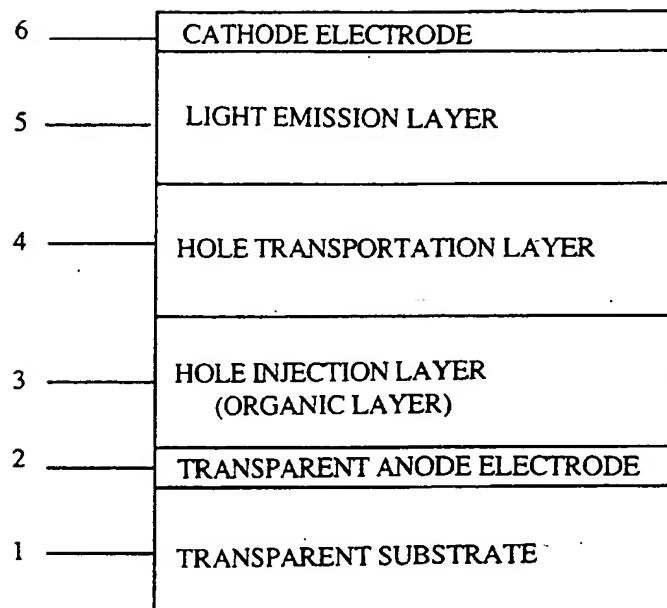 6 CATHODE ELECTRODE
5 LIGHT EMISSION LAYER
4 HOLE TRANSPORTATION LAYER
3 HOLE INJECTION LAYER
(ORGANIC LAYER)
2 TRANSPARENT ANODE ELECTRODE
1 TRANSPARENT SUBSTRATE